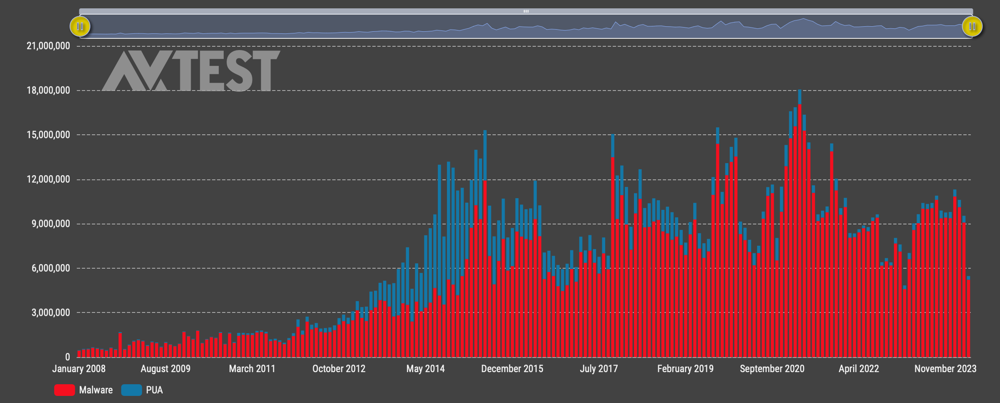 21,000,000
AVTEST
18,000,000
15,000,000
12,000,000
9,000,000
6,000,000
3,000,000
0
January 2008 August 2009 March 2011 October 2012 May 2014 December 2015 July 2017 February 2019 September 2020 April 2022 November 2023
Malware PUA